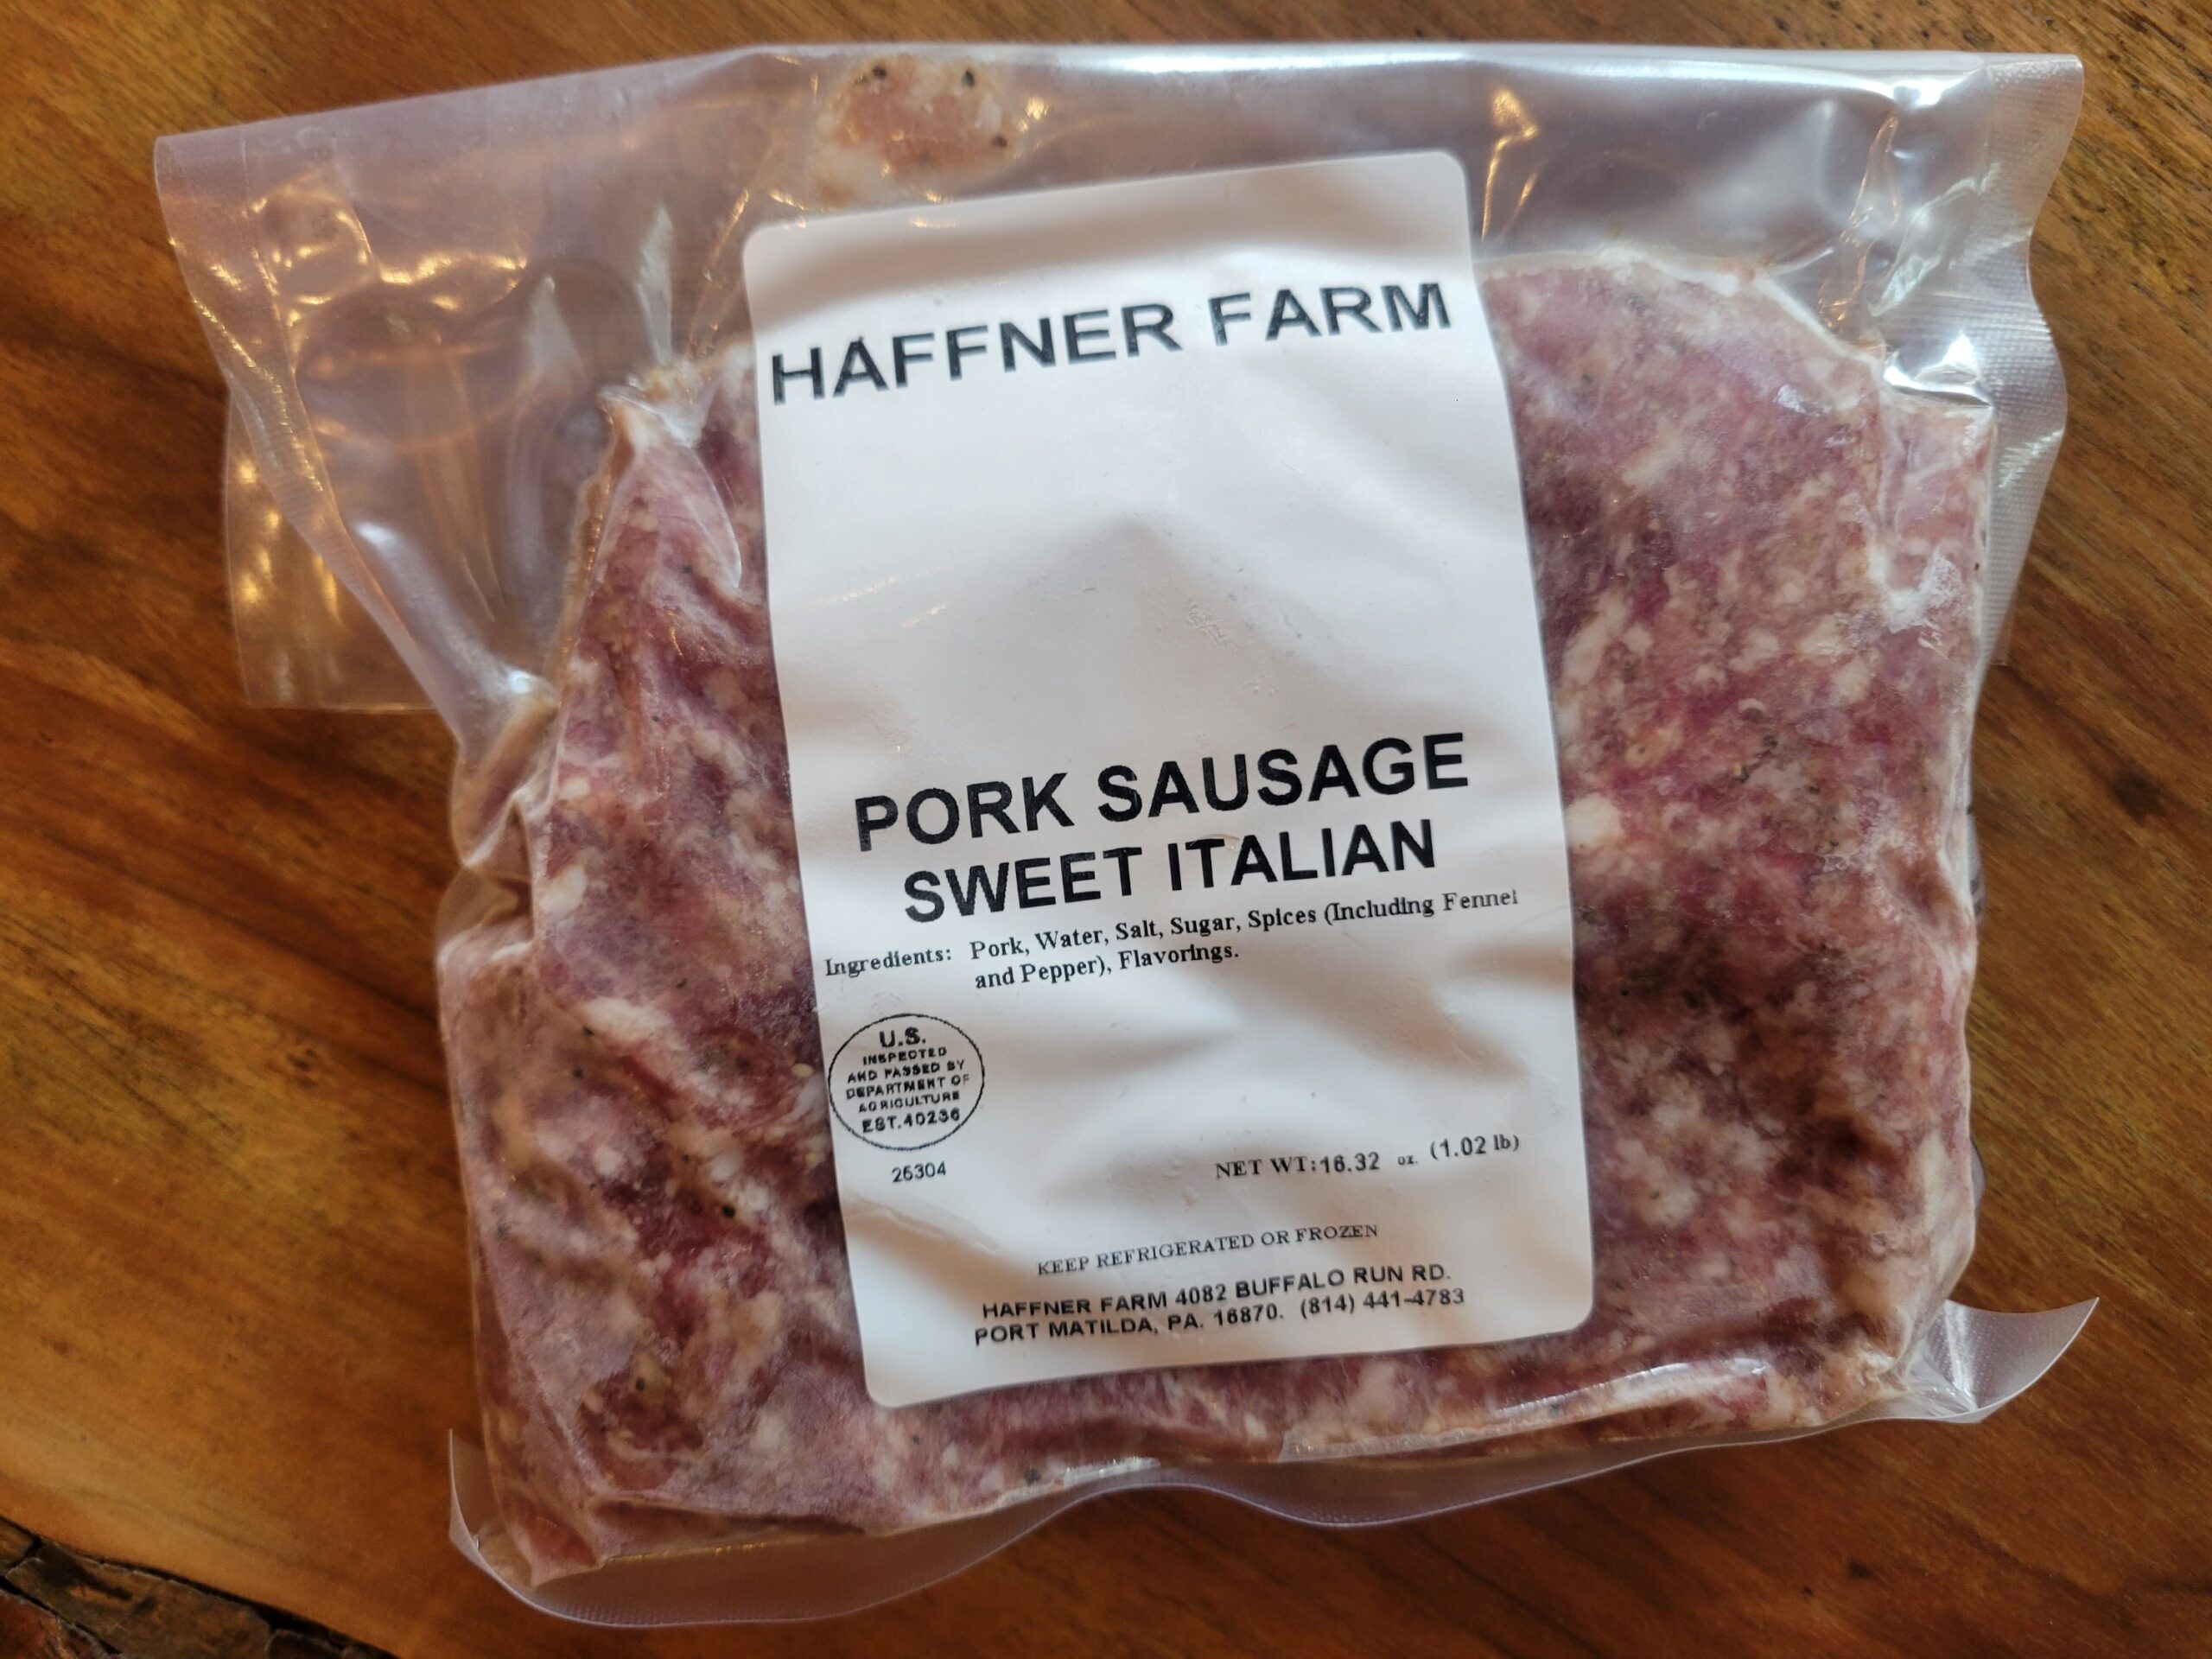 HAFFNER FARM
PORK SAUSAGE
SWEET ITALIAN
Ingredients: Pork, Water, Salt, Sugar, Spices (Including Fennel
and Pepper), Flavorings.
U.S.
INSPECTED
AND PASSED BY
DEPARTMENT OF
AGRICULTURE
EST.40236
26304
NET WT:16.32 oz. (1.02 lb)
KEEP REFRIGERATED OR FROZEN
HAFFNER FARM 4082 BUFFALO RUN RD.
PORT MATILDA, PA. 16870. (814) 441-4783